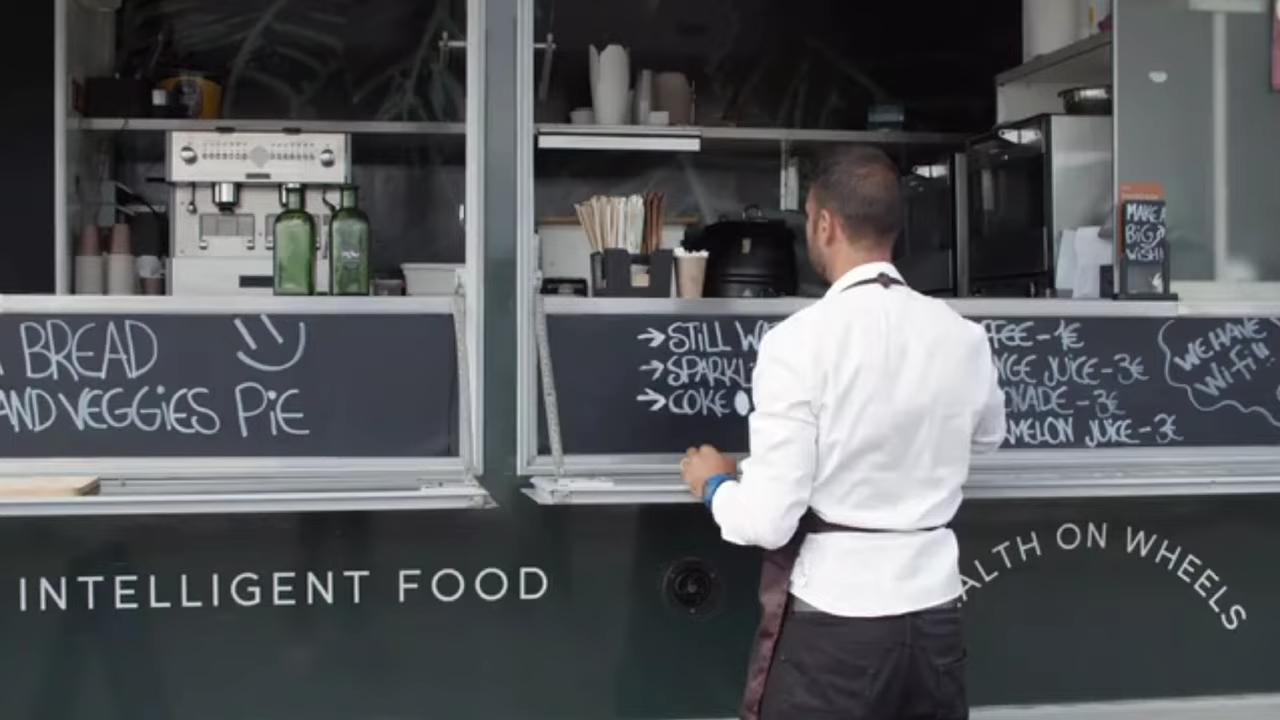 BREAD
AND VEGGIES PIE
→ STILL
→ SPARKL
→ COKE
FFEE - 1€
NGE JUICE - 3€
NADE - 3€
MELON JUICE - 3€
WE HAVE
WIFI!!
MAKE A
BIG
WISH!
INTELLIGENT FOOD
ALTH ON WHEELS